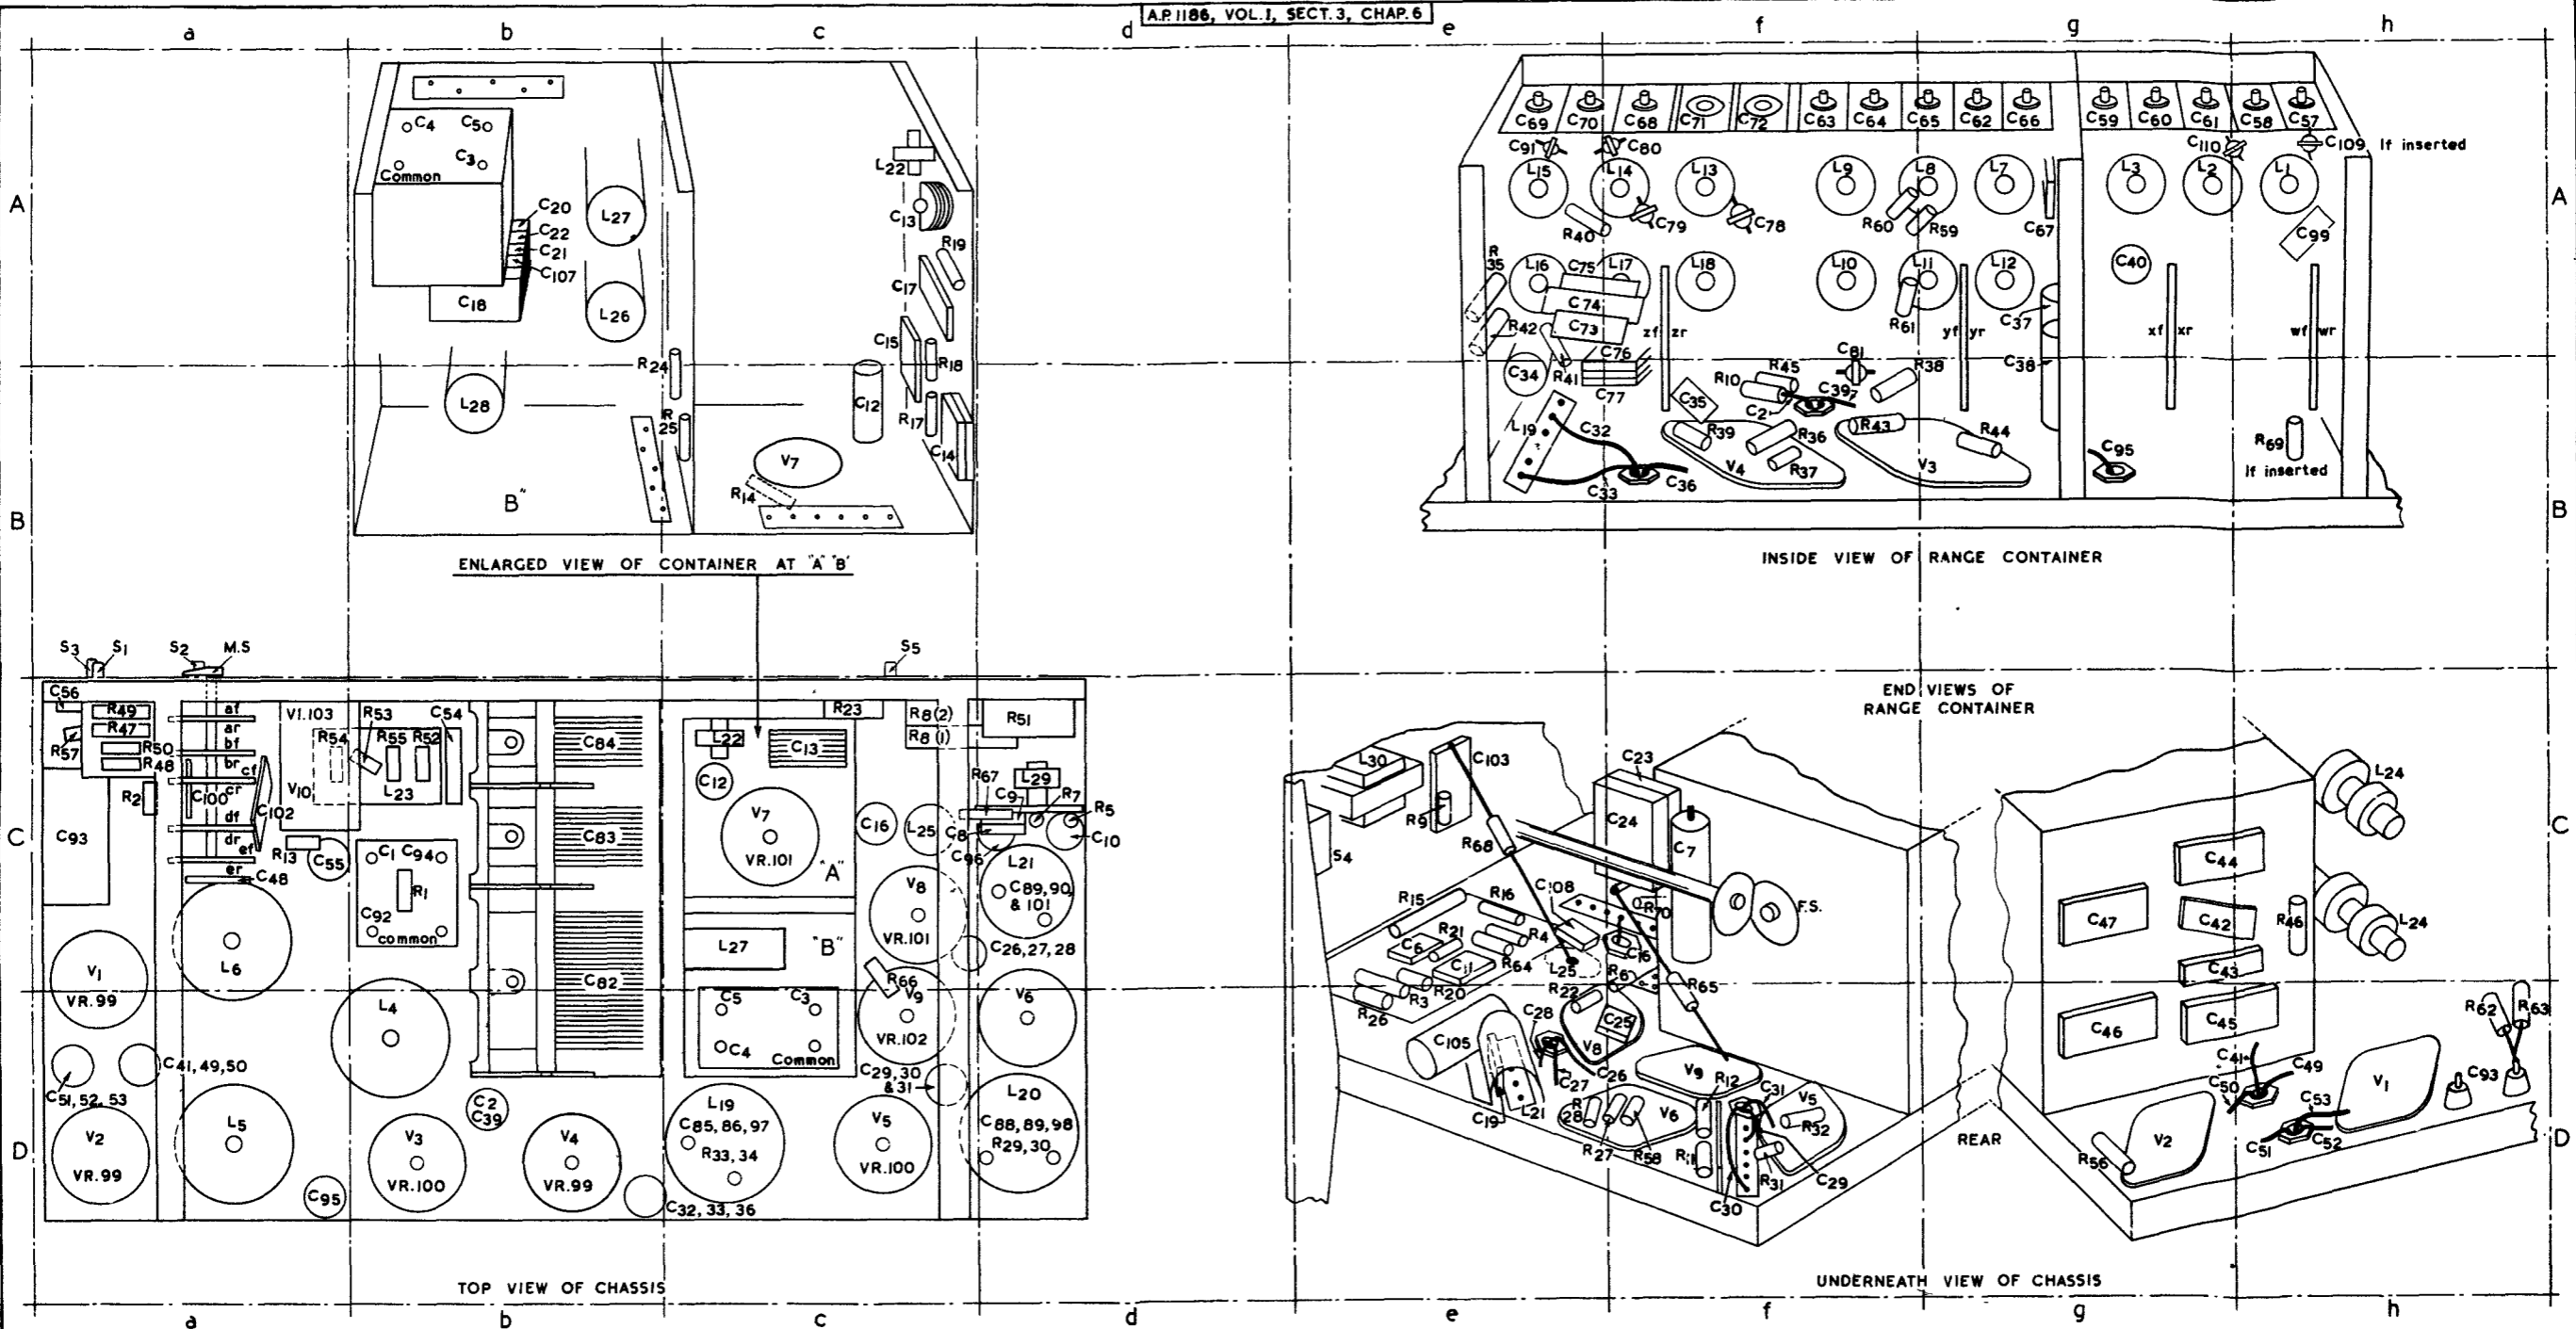 A.P.1186, VOL.1, SECT.3, CHAP.6
a b c d e f g h
A
C4 C5
C3
Common
C20
C22
C21
C107
C18
L27
L26
L28
R24
R25
B"
L22
C13
R19
C17
C15
R18
C12
R17
C14
V7
R14
ENLARGED VIEW OF CONTAINER AT "A" "B"
A
C69 C70 C68 C71 C72 C63 C64 C65 C62 C66 C59 C60 C61 C58 C57
C91 C80 C110 C109 If inserted
L15 L14 L13 L9 L8 L7 L3 L2 L1
R40 C79 C78 R60 R59 C67 C99
R35 L16 C75 L17 L18 L10 L11 L12 C40
C74
R42 C73 zf zr R61 yf yr C37 xf xr wf wr
C76 C81
C34 R41 C77 C35 R10 R45 C39 R38 C38
C2
L19 C32 R39 R36 R43 R44 R69
V4 R37 V3 C95 If inserted
C33 C36
INSIDE VIEW OF RANGE CONTAINER
B
B
S3 S1 S2 M.S S5
C56 R49 af V1.103 R53 C54 R23 R8(2) R51
R47 ar R54 R55 R52 C84 L22 C13 R8(1)
R57 R50 bf
R48 br
cf
R2 C100 cr C102 V10 L23 C12 R67 L29
C9 R7 R5
C93 df C83 V7 C16 L25 C8 C10
dr VR.101 C96
ef R13 C55 C1 C94 "A" L21
er C48 R1 V8 C89,90, & 101
C92 VR.101
common L27 "B" C26,27,28
V1 L6 C82 R66
VR.99 L4 C5 C3 V9 V6
C4 Common VR.102
C41,49,50 C29,30 & 31
C51,52,53 C2 C39 L19 L20
V2 L5 V3 V4 C85,86,97 V5 C88,89,98
VR.99 VR.100 VR.99 R33,34 VR.100 R29,30
C95 C32,33,36
TOP VIEW OF CHASSIS
C
D
END VIEWS OF
RANGE CONTAINER
L30 C103 C23 L24
R9 C24 C7
S4 R68 C44
R15 R16 C108 R70 F.S. C47 C42 R46 L24
C6 R21 R4 C16
C11 R64 L25 R6 C43
R26 R3 R20 R22 R65 C46 C45 R62 R63
C105 C28 V8 C25
C27 C26 V9 R12 C31 V5 C41 C49 V1 C93
C50 C53
C19 L21 R28 V6 R32 REAR V2 C51 C52
R27 R58 R11 R31 C29 R56
C30
UNDERNEATH VIEW OF CHASSIS
C
D
a b c d e f g h